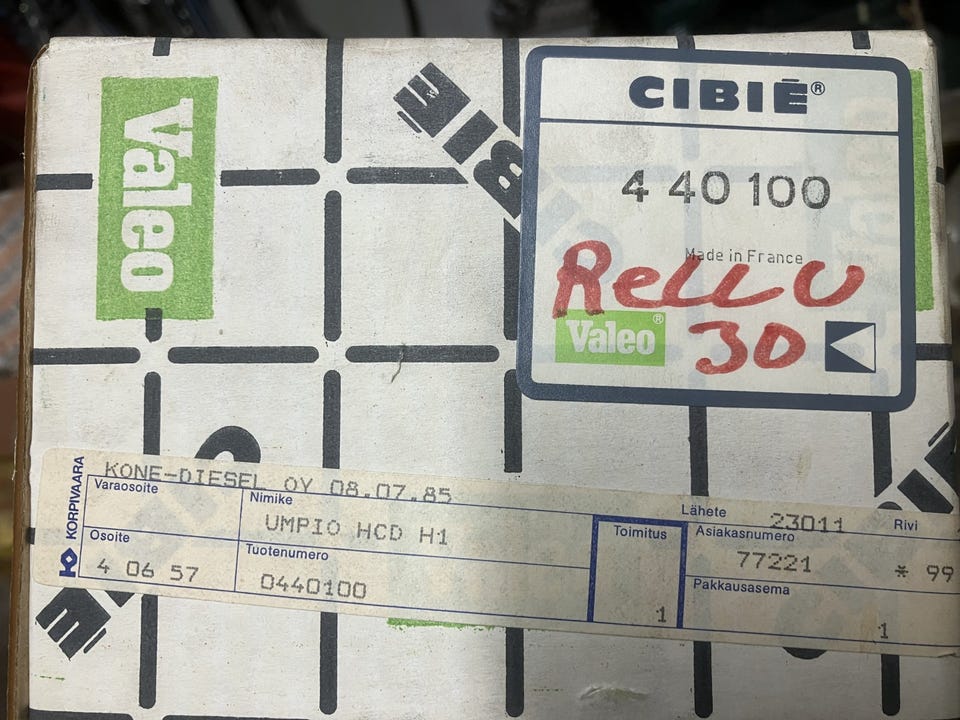 Valeo
CIBIÉ
CIBIÉ®
4 40 100
Made in France
RELLU
30
Valeo®
KORPIVAARA
KONE-DIESEL OY 08.07.85
Varaosoite
Nimike
UMPIO HCD H1
Osoite
4 06 57
Tuotenumero
0440100
Toimitus
1
Lähete
23011
Rivi
Asiakasnumero
77221
* 99
Pakkausasema
1